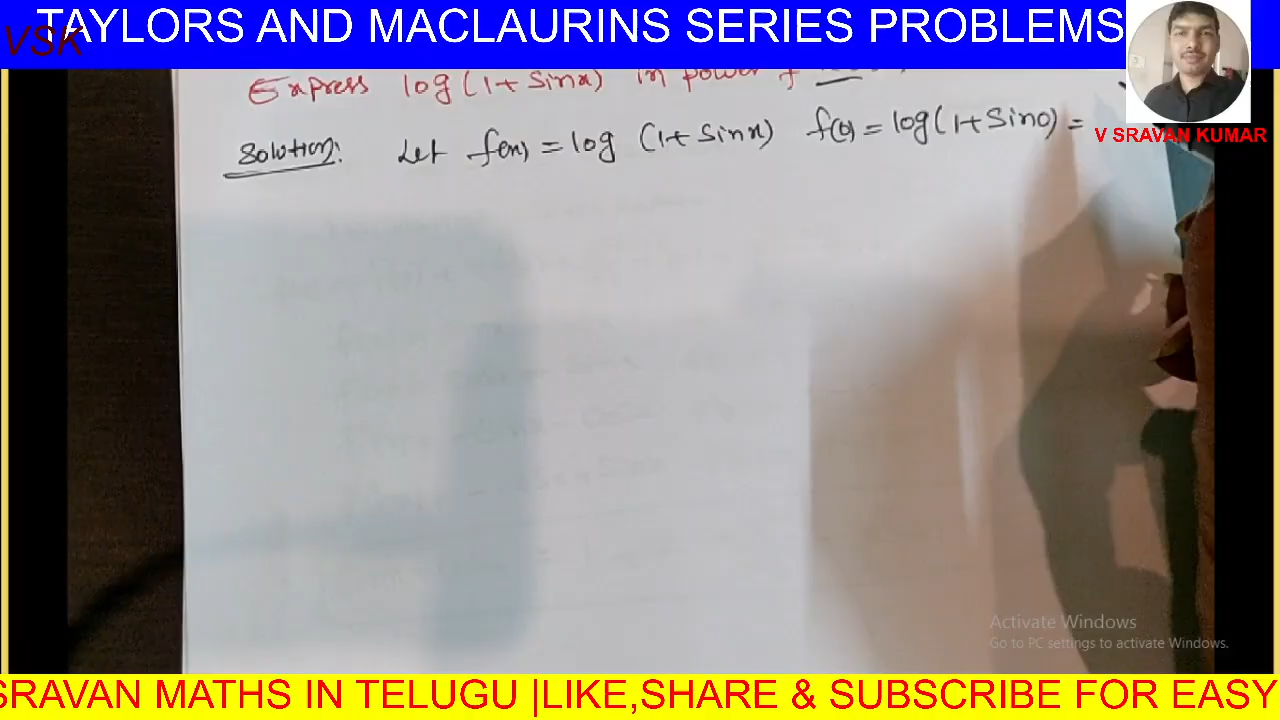 TAYLORS AND MACLAURINS SERIES PROBLEMS
VSK
Express log(1+Sinx) in power of
Solution: Let f(x) = log (1+Sinx) f(0) = log(1+Sin0) =
V SRAVAN KUMAR
Activate Windows
Go to PC settings to activate Windows.
SRAVAN MATHS IN TELUGU |LIKE,SHARE & SUBSCRIBE FOR EASY